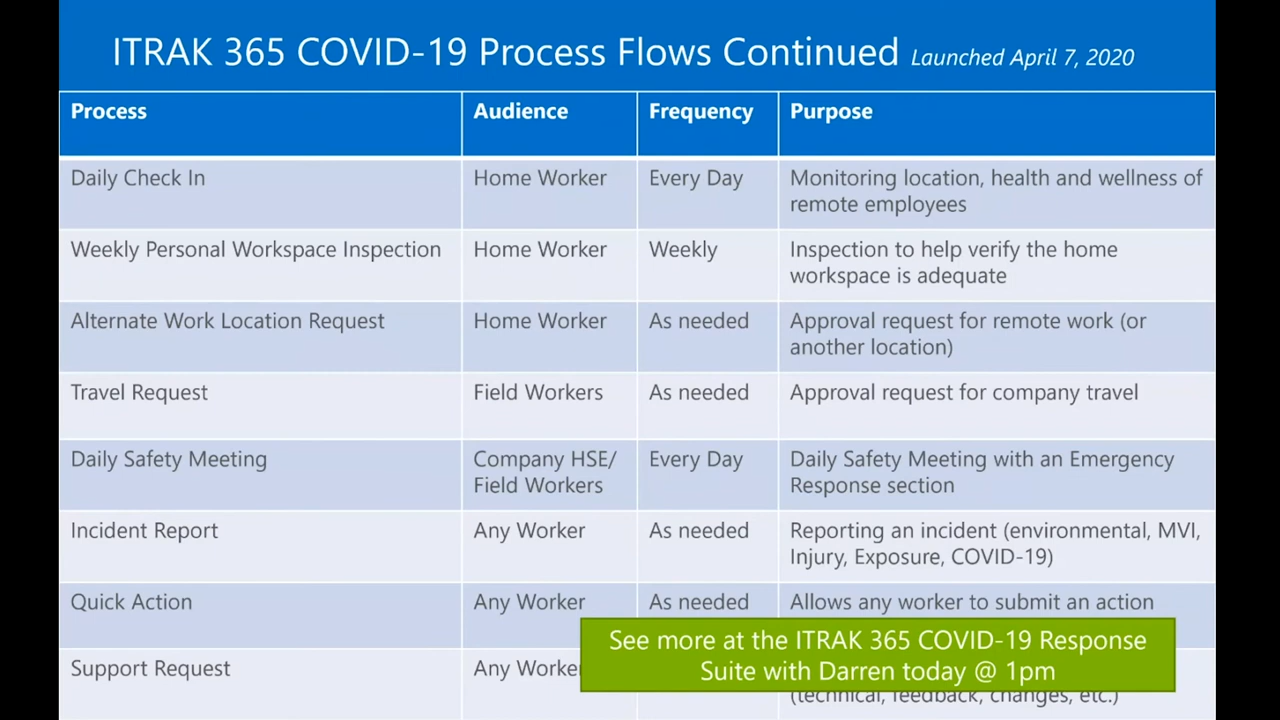 ITRAK 365 COVID-19 Process Flows Continued Launched April 7, 2020
Process Audience Frequency Purpose
Daily Check In Home Worker Every Day Monitoring location, health and wellness of
remote employees
Weekly Personal Workspace Inspection Home Worker Weekly Inspection to help verify the home
workspace is adequate
Alternate Work Location Request Home Worker As needed Approval request for remote work (or
another location)
Travel Request Field Workers As needed Approval request for company travel
Daily Safety Meeting Company HSE/ Every Day Daily Safety Meeting with an Emergency
Field Workers Response section
Incident Report Any Worker As needed Reporting an incident (environmental, MVI,
Injury, Exposure, COVID-19)
Quick Action Any Worker As needed Allows any worker to submit an action
See more at the ITRAK 365 COVID-19 Response
Suite with Darren today @ 1pm
Support Request Any Worker
(technical, feedback, changes, etc.)